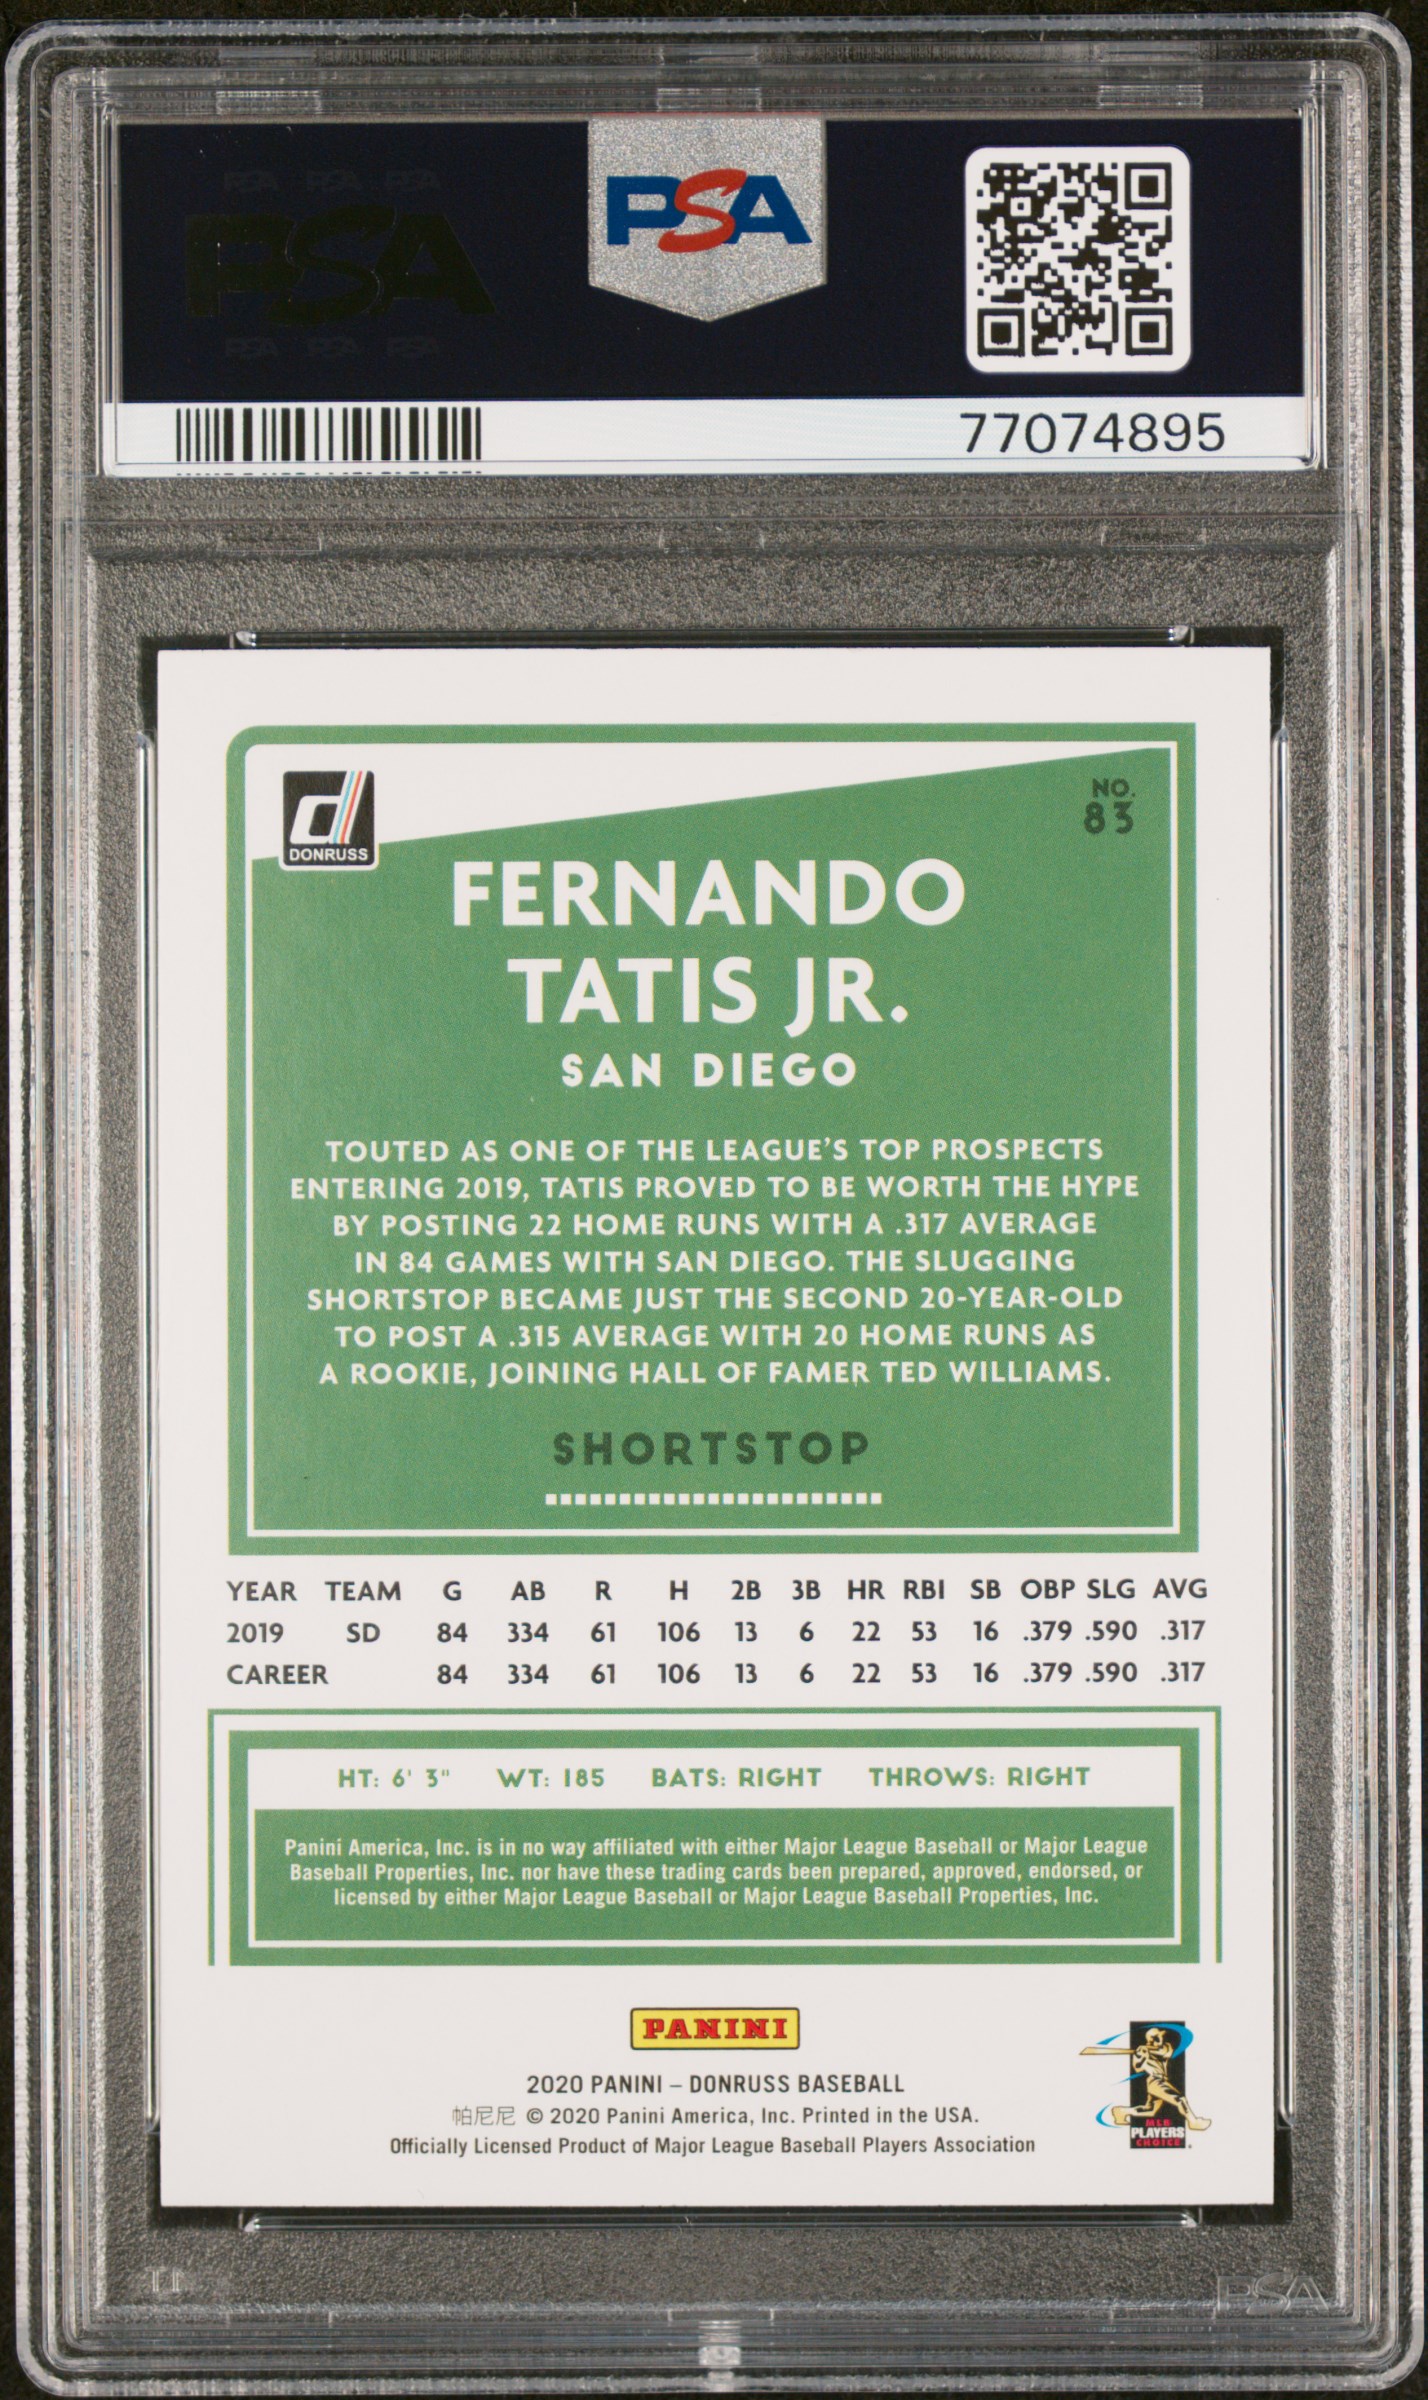 PSA PSA PSA
PSA
PSA PSA PSA
PSA
77074895
d
DONRUSS
NO.
83
FERNANDO
TATIS JR.
SAN DIEGO
TOUTED AS ONE OF THE LEAGUE'S TOP PROSPECTS
ENTERING 2019, TATIS PROVED TO BE WORTH THE HYPE
BY POSTING 22 HOME RUNS WITH A .317 AVERAGE
IN 84 GAMES WITH SAN DIEGO. THE SLUGGING
SHORTSTOP BECAME JUST THE SECOND 20-YEAR-OLD
TO POST A .315 AVERAGE WITH 20 HOME RUNS AS
A ROOKIE, JOINING HALL OF FAMER TED WILLIAMS.
SHORTSTOP
YEAR TEAM G AB R H 2B 3B HR RBI SB OBP SLG AVG
2019 SD 84 334 61 106 13 6 22 53 16 .379 .590 .317
CAREER 84 334 61 106 13 6 22 53 16 .379 .590 .317
HT: 6' 3" WT: 185 BATS: RIGHT THROWS: RIGHT
Panini America, Inc. is in no way affiliated with either Major League Baseball or Major League
Baseball Properties, Inc. nor have these trading cards been prepared, approved, endorsed, or
licensed by either Major League Baseball or Major League Baseball Properties, Inc.
PANINI
2020 PANINI – DONRUSS BASEBALL
帕尼尼 © 2020 Panini America, Inc. Printed in the USA.
Officially Licensed Product of Major League Baseball Players Association
MLB
PLAYERS
CHOICE
PSA